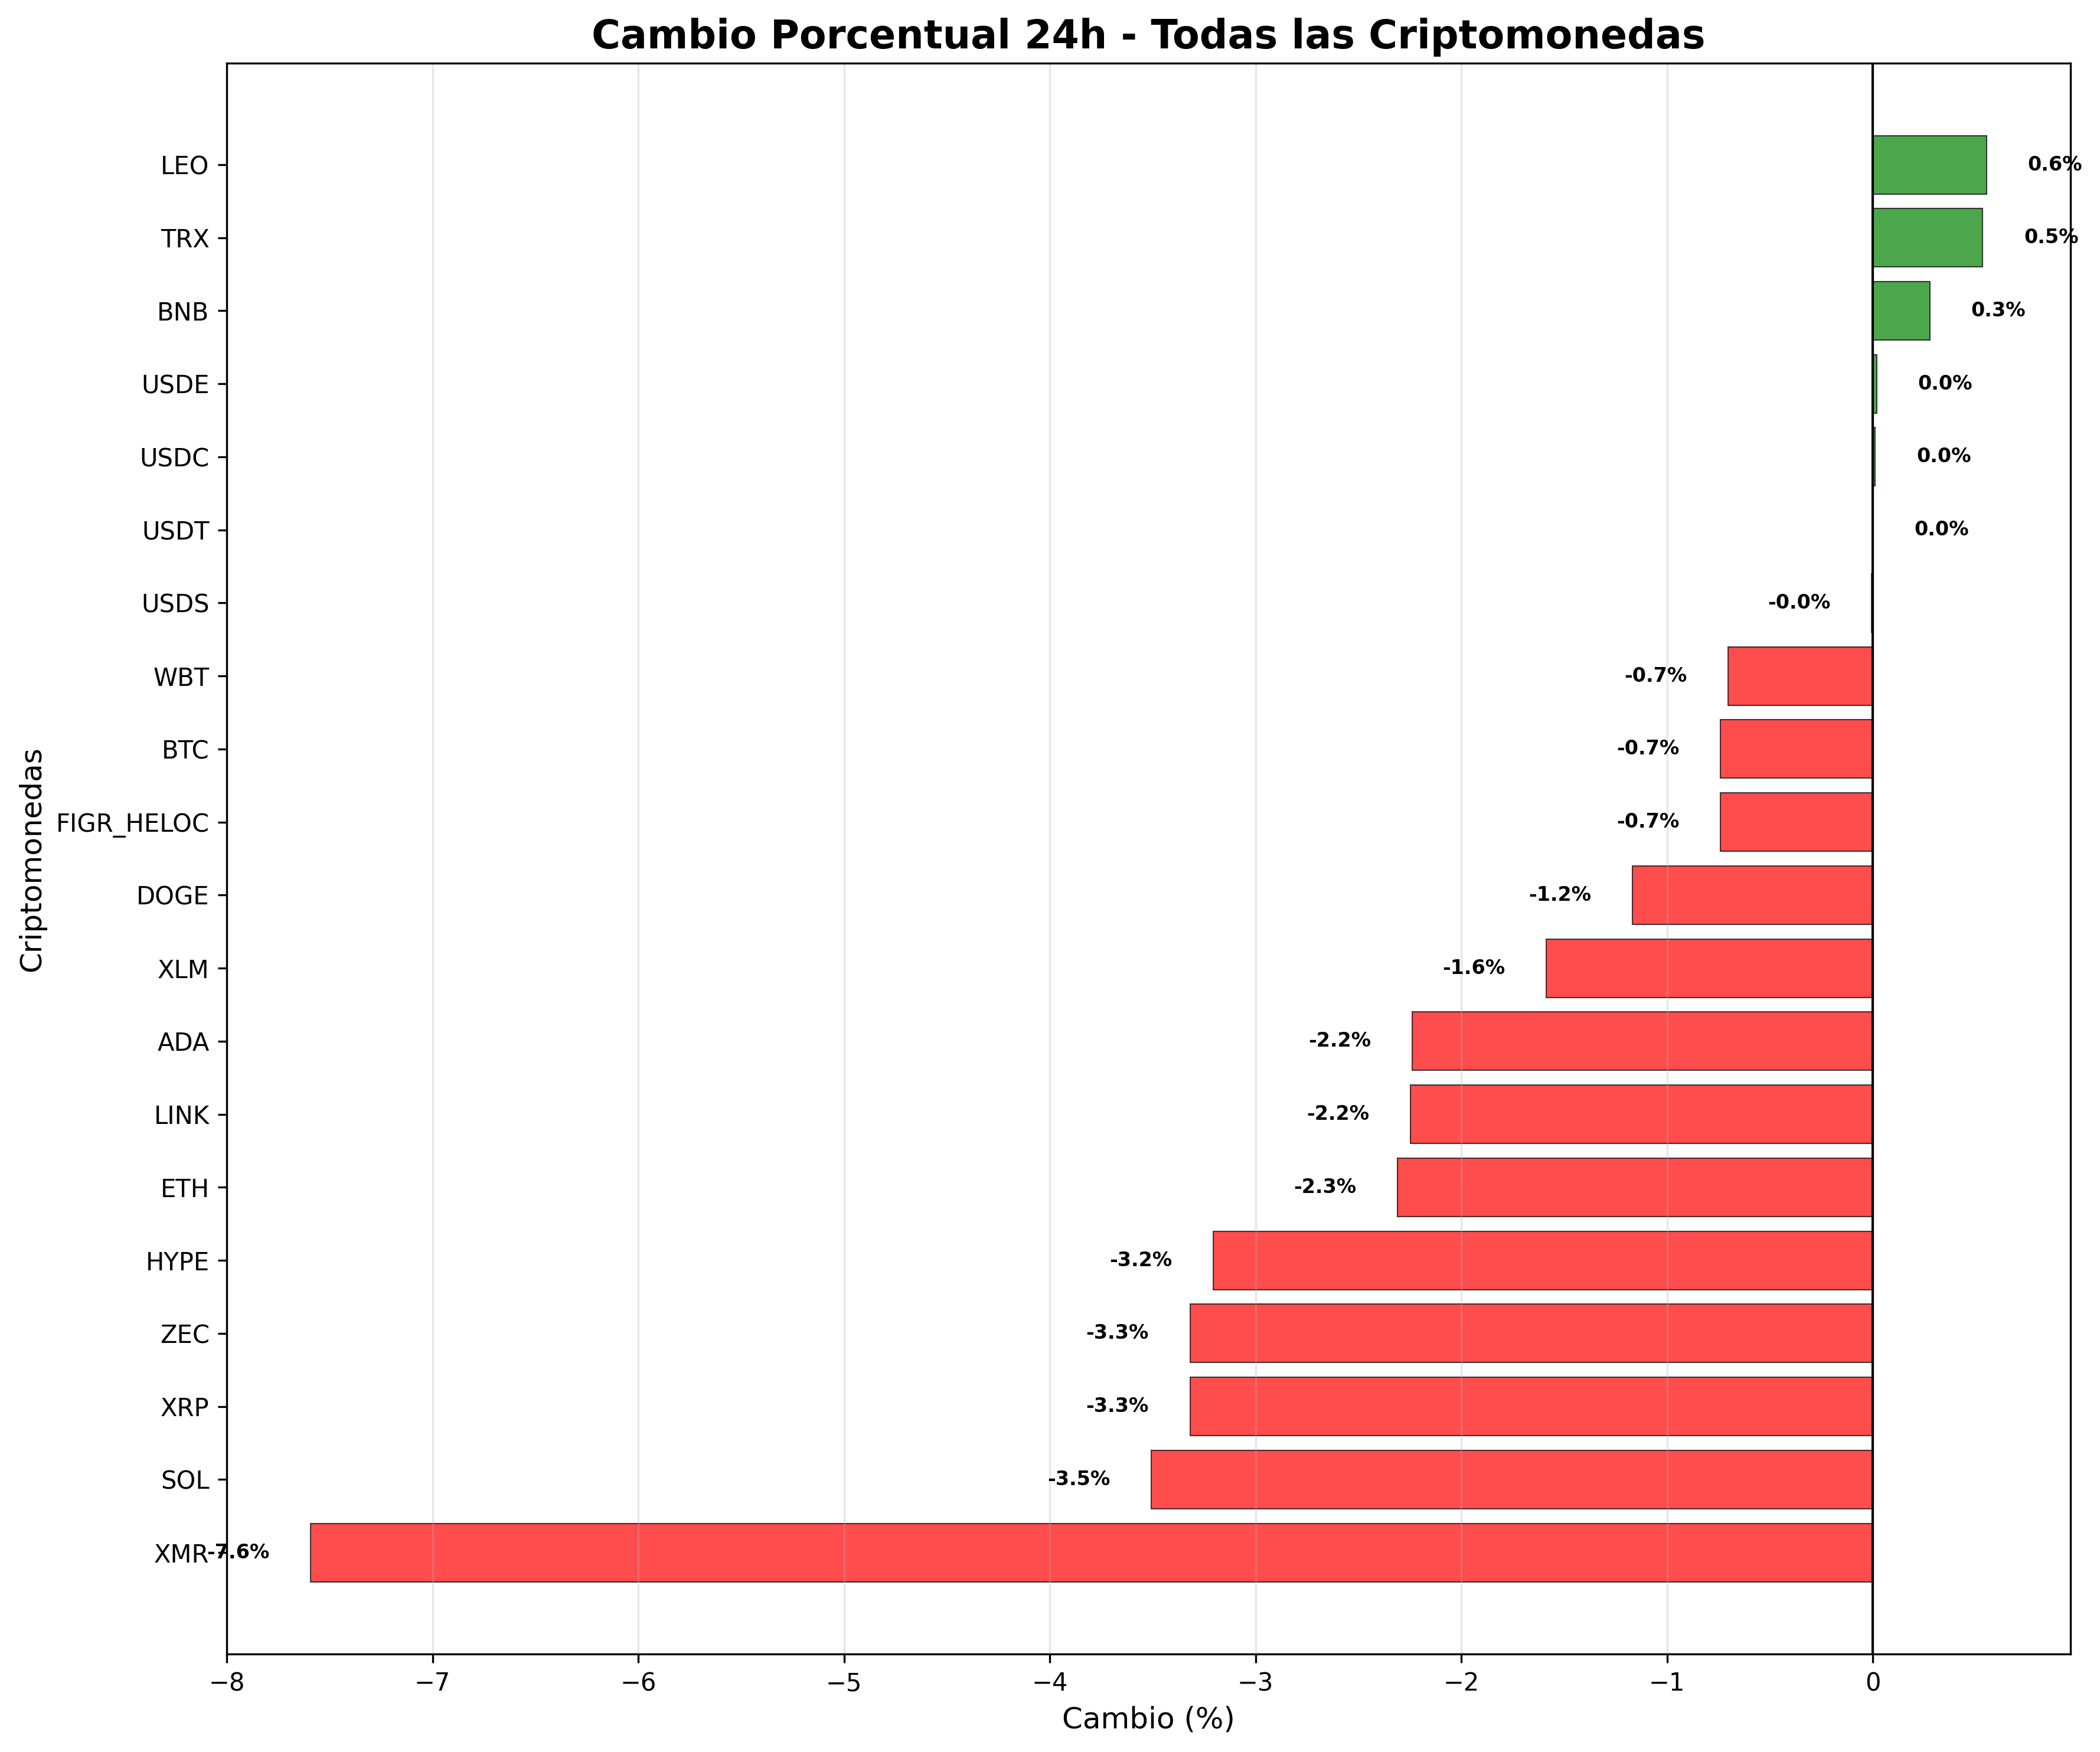 Cambio Porcentual 24h - Todas las Criptomonedas
LEO 0.6%
TRX 0.5%
BNB 0.3%
USDE 0.0%
USDC 0.0%
USDT 0.0%
USDS -0.0%
WBT -0.7%
BTC -0.7%
FIGR_HELOC -0.7%
DOGE -1.2%
XLM -1.6%
ADA -2.2%
LINK -2.2%
ETH -2.3%
HYPE -3.2%
ZEC -3.3%
XRP -3.3%
SOL -3.5%
XMR -7.6%
Criptomonedas
−8 −7 −6 −5 −4 −3 −2 −1 0
Cambio (%)